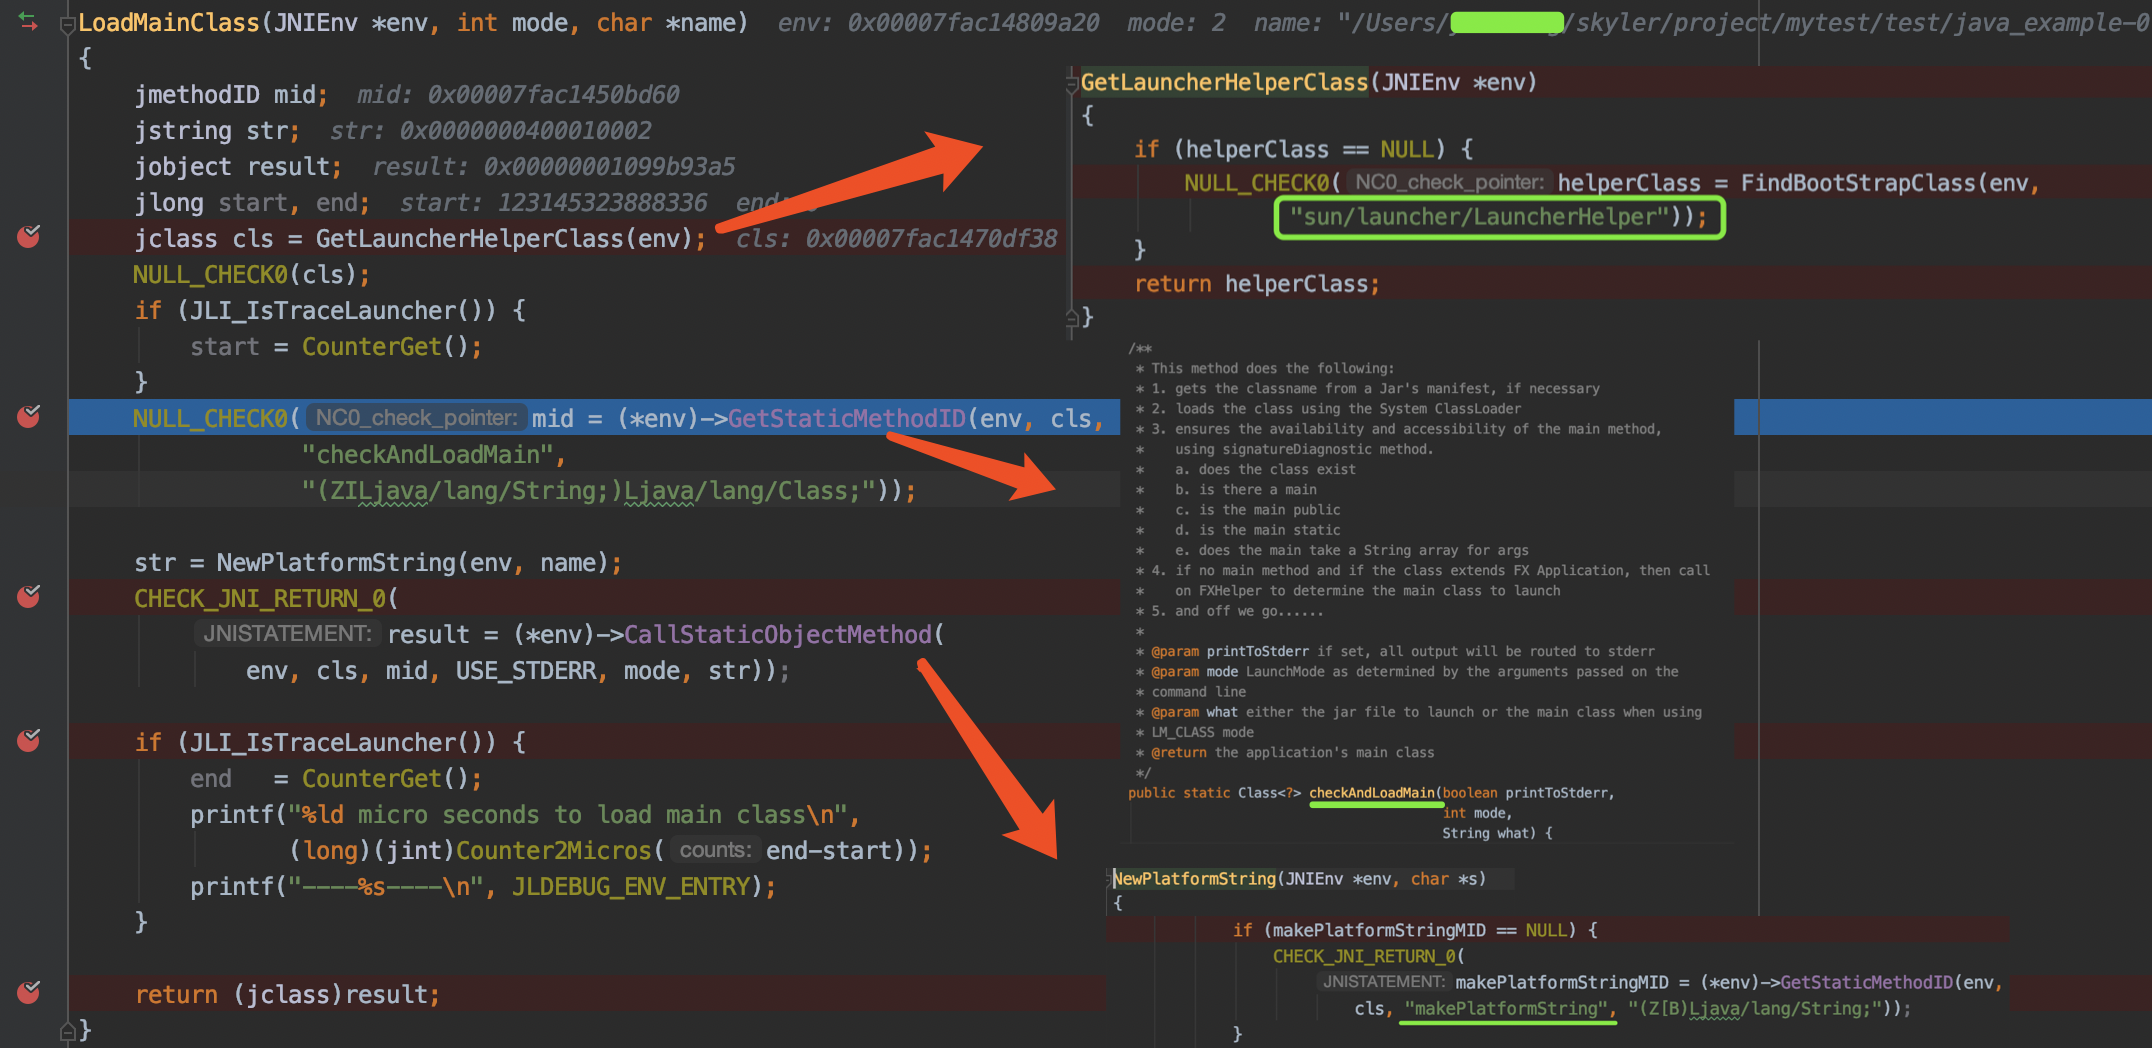 LoadMainClass(JNIEnv *env, int mode, char *name) env: 0x00007fac14809a20 mode: 2 name: "/Users/ /skyler/project/mytest/test/java_example-0
{
jmethodID mid; mid: 0x00007fac1450bd60
jstring str; str: 0x0000000400010002
jobject result; result: 0x00000001099b93a5
jlong start, end; start: 123145323888336 end:
jclass cls = GetLauncherHelperClass(env); cls: 0x00007fac1470df38
NULL_CHECK0(cls);
if (JLI_IsTraceLauncher()) {
start = CounterGet();
}
NULL_CHECK0( NC0_check_pointer: mid = (*env)->GetStaticMethodID(env, cls,
"checkAndLoadMain",
"(ZILjava/lang/String;)Ljava/lang/Class;"));
str = NewPlatformString(env, name);
CHECK_JNI_RETURN_0(
JNISTATEMENT: result = (*env)->CallStaticObjectMethod(
env, cls, mid, USE_STDERR, mode, str));
if (JLI_IsTraceLauncher()) {
end = CounterGet();
printf("%ld micro seconds to load main class\n",
(long)(jint)Counter2Micros( counts: end-start));
printf("----%s----\n", JLDEBUG_ENV_ENTRY);
}
return (jclass)result;
}
GetLauncherHelperClass(JNIEnv *env)
{
if (helperClass == NULL) {
NULL_CHECK0( NC0_check_pointer: helperClass = FindBootStrapClass(env,
"sun/launcher/LauncherHelper"));
}
return helperClass;
}
/**
* This method does the following:
* 1. gets the classname from a Jar's manifest, if necessary
* 2. loads the class using the System ClassLoader
* 3. ensures the availability and accessibility of the main method,
* using signatureDiagnostic method.
* a. does the class exist
* b. is there a main
* c. is the main public
* d. is the main static
* e. does the main take a String array for args
* 4. if no main method and if the class extends FX Application, then call
* on FXHelper to determine the main class to launch
* 5. and off we go......
*
* @param printToStderr if set, all output will be routed to stderr
* @param mode LaunchMode as determined by the arguments passed on the
* command line
* @param what either the jar file to launch or the main class when using
* LM_CLASS mode
* @return the application's main class
*/
public static Class<?> checkAndLoadMain(boolean printToStderr,
int mode,
String what) {
NewPlatformString(JNIEnv *env, char *s)
{
if (makePlatformStringMID == NULL) {
CHECK_JNI_RETURN_0(
JNISTATEMENT: makePlatformStringMID = (*env)->GetStaticMethodID(env,
cls, "makePlatformString", "(Z[B)Ljava/lang/String;"));
}